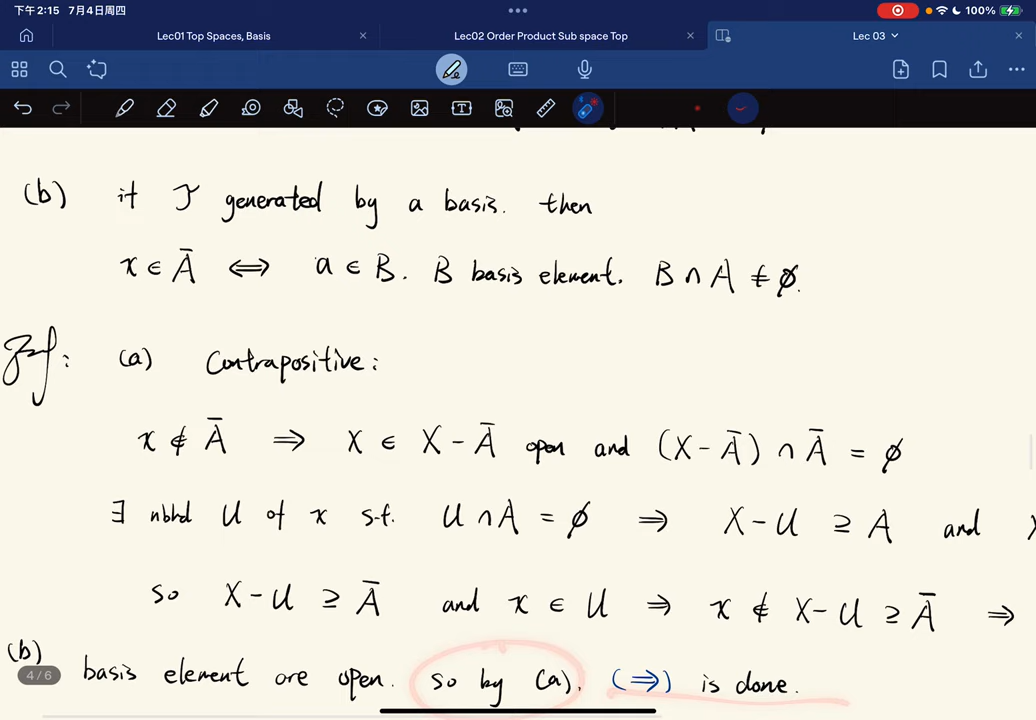 下午2:15 7月4日周四
100%
Lec01 Top Spaces, Basis
Lec02 Order Product Sub space Top
Lec 03
(b) if 𝒯 generated by a basis. then
x ∈ Ā ⟺ a ∈ B. B basis element. B ∩ A ≠ ∅.
Pf: (a) Contrapositive:
x ∉ Ā ⟹ x ∈ X - Ā open and (X - Ā) ∩ Ā = ∅
∃ nbhd U of x s.t. U ∩ A = ∅ ⟹ X - U ≥ A and
so X - U ≥ Ā and x ∈ U ⟹ x ∉ X - U ≥ Ā ⟹
(b) basis element are open. so by (a). (⟹) is done.
4/6